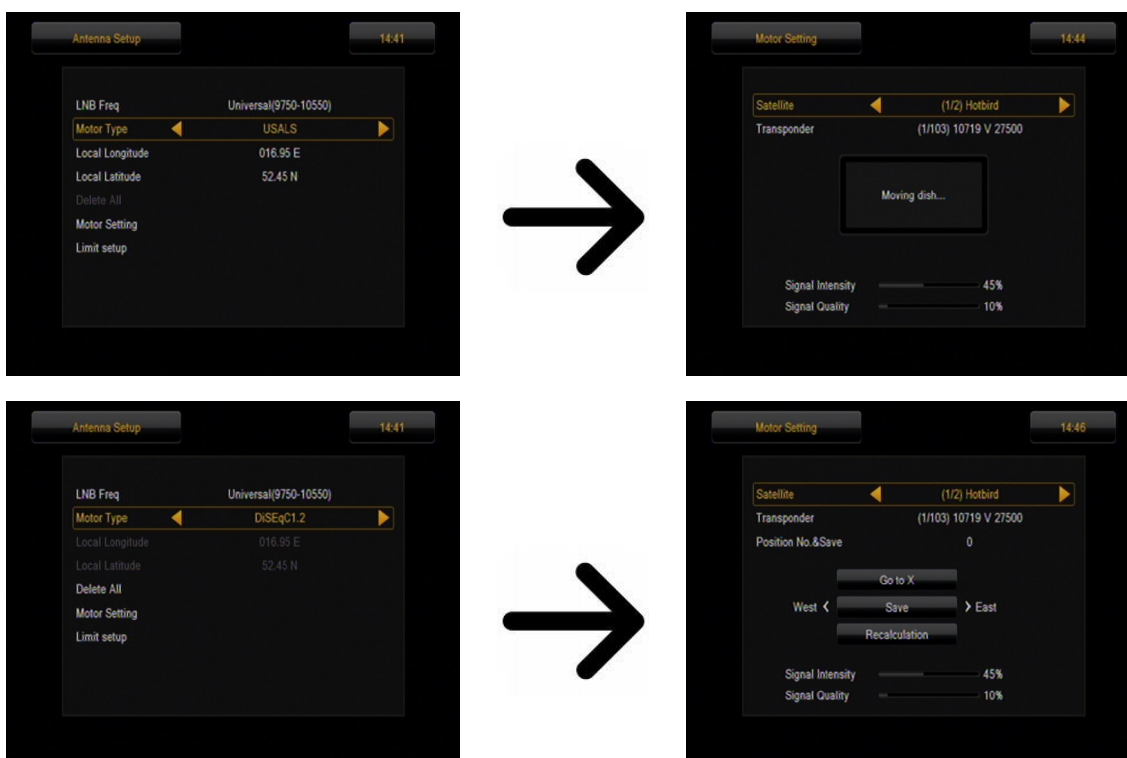 Antenna Setup 14:41
LNB Freq Universal(9750-10550)
Motor Type USALS
Local Longitude 016.95 E
Local Latitude 52.45 N
Delete All
Motor Setting
Limit setup
Motor Setting 14:44
Satellite (1/2) Hotbird
Transponder (1/103) 10719 V 27500
Moving dish...
Signal Intensity 45%
Signal Quality 10%
Antenna Setup 14:41
LNB Freq Universal(9750-10550)
Motor Type DiSEqC1.2
Local Longitude 016.95 E
Local Latitude 52.45 N
Delete All
Motor Setting
Limit setup
Motor Setting 14:46
Satellite (1/2) Hotbird
Transponder (1/103) 10719 V 27500
Position No.&Save 0
Go to X
West < Save > East
Recalculation
Signal Intensity 45%
Signal Quality 10%